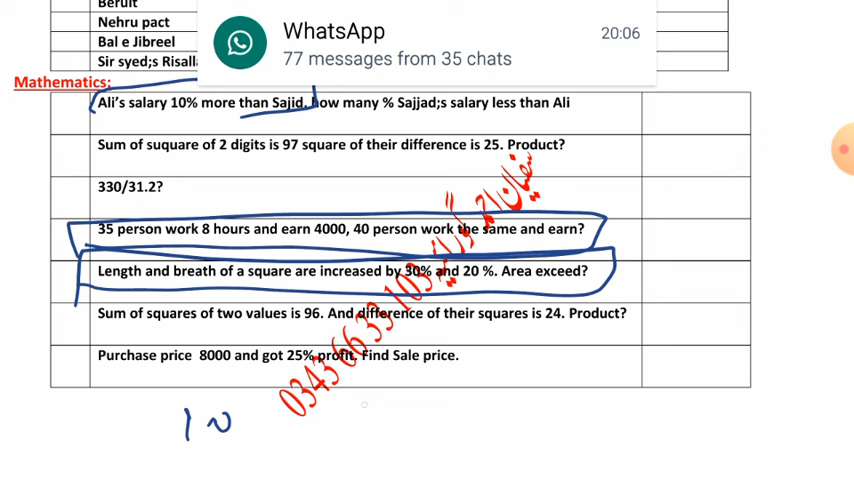 Beruit
Nehru pact
Bal e Jibreel
Sir syed;s Risall
WhatsApp
20:06
77 messages from 35 chats
Mathematics;
Ali's salary 10% more than Sajid, how many % Sajjad;s salary less than Ali
Sum of suquare of 2 digits is 97 square of their difference is 25. Product?
330/31.2?
35 person work 8 hours and earn 4000, 40 person work the same and earn?
Length and breath of a square are increased by 30% and 20 %. Area exceed?
Sum of squares of two values is 96. And difference of their squares is 24. Product?
Purchase price 8000 and got 25% profit. Find Sale price.
0343 6633 103